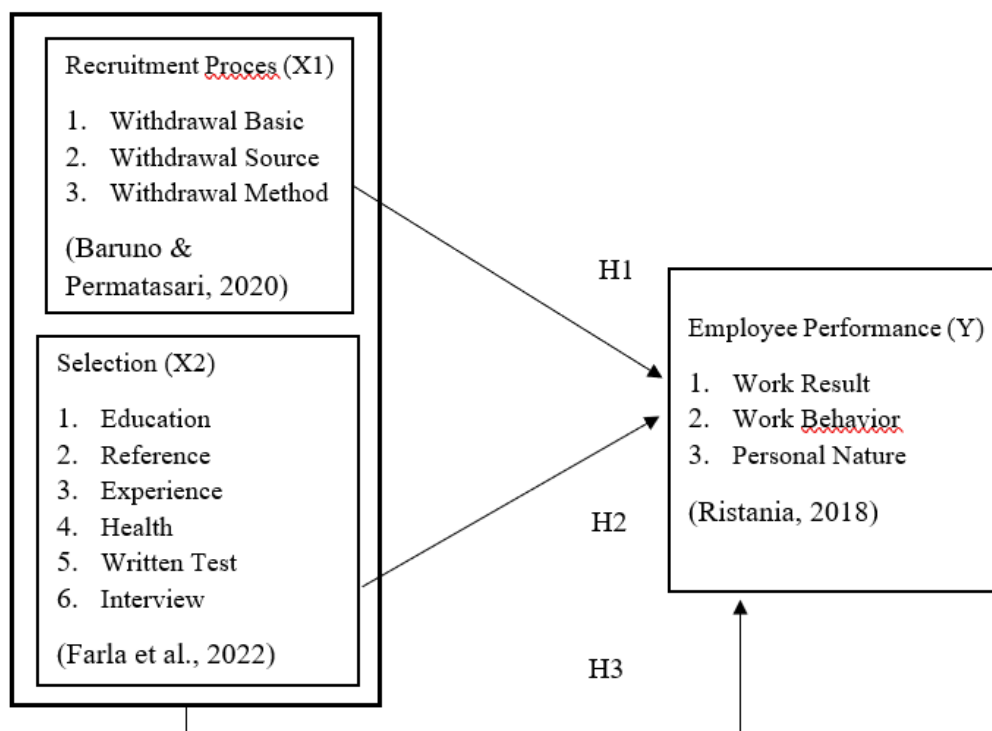 Recruitment Proces (X1)
1. Withdrawal Basic
2. Withdrawal Source
3. Withdrawal Method
(Baruno &
Permatasari, 2020)
Selection (X2)
1. Education
2. Reference
3. Experience
4. Health
5. Written Test
6. Interview
(Farla et al., 2022)
H1
H2
H3
Employee Performance (Y)
1. Work Result
2. Work Behavior
3. Personal Nature
(Ristania, 2018)